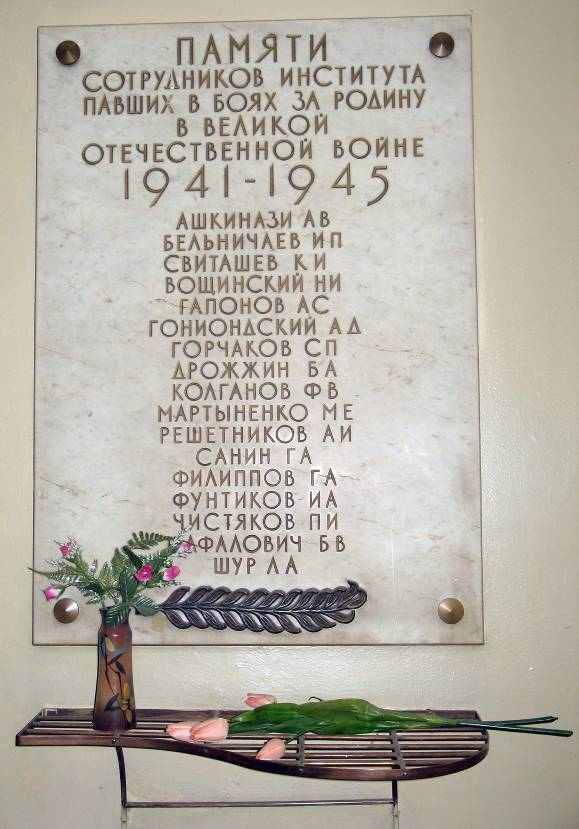 ПАМЯТИ
СОТРУДНИКОВ ИНСТИТУТА
ПАВШИХ В БОЯХ ЗА РОДИНУ
В ВЕЛИКОЙ
ОТЕЧЕСТВЕННОЙ ВОЙНЕ
1941-1945
АШКИНАЗИ АВ
БЕЛЬНИЧАЕВ ИП
СВИТАШЕВ КИ
ВОЩИНСКИЙ НИ
ГАПОНОВ АС
ГОНИОНДСКИЙ АД
ГОРЧАКОВ СП
ДРОЖЖИН БА
КОЛГАНОВ ФВ
МАРТЫНЕНКО МЕ
РЕШЕТНИКОВ АИ
САНИН ГА
ФИЛИППОВ ГА
ФУНТИКОВ ИА
ЧИСТЯКОВ ПИ
БВ
ШУР ЛА